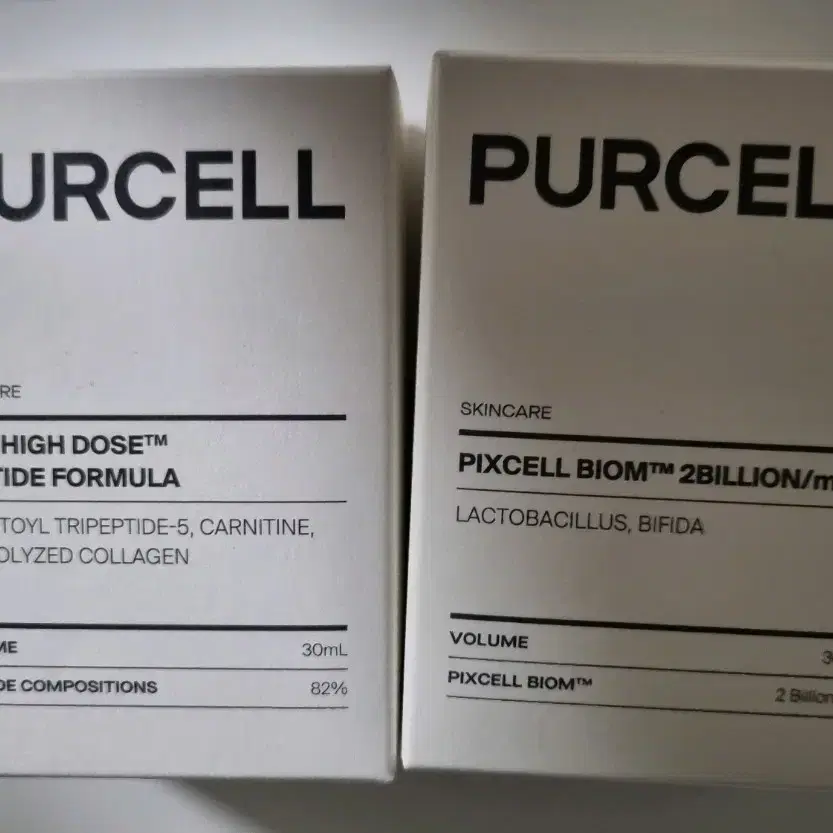 URCELL
RE
HIGH DOSE™
TIDE FORMULA
TOYL TRIPEPTIDE-5, CARNITINE,
OLYZED COLLAGEN
ME
30mL
DE COMPOSITIONS
82%
PURCEL
SKINCARE
PIXCELL BIOM™ 2BILLION/m
LACTOBACILLUS, BIFIDA
VOLUME
3
PIXCELL BIOM™
2 Billion